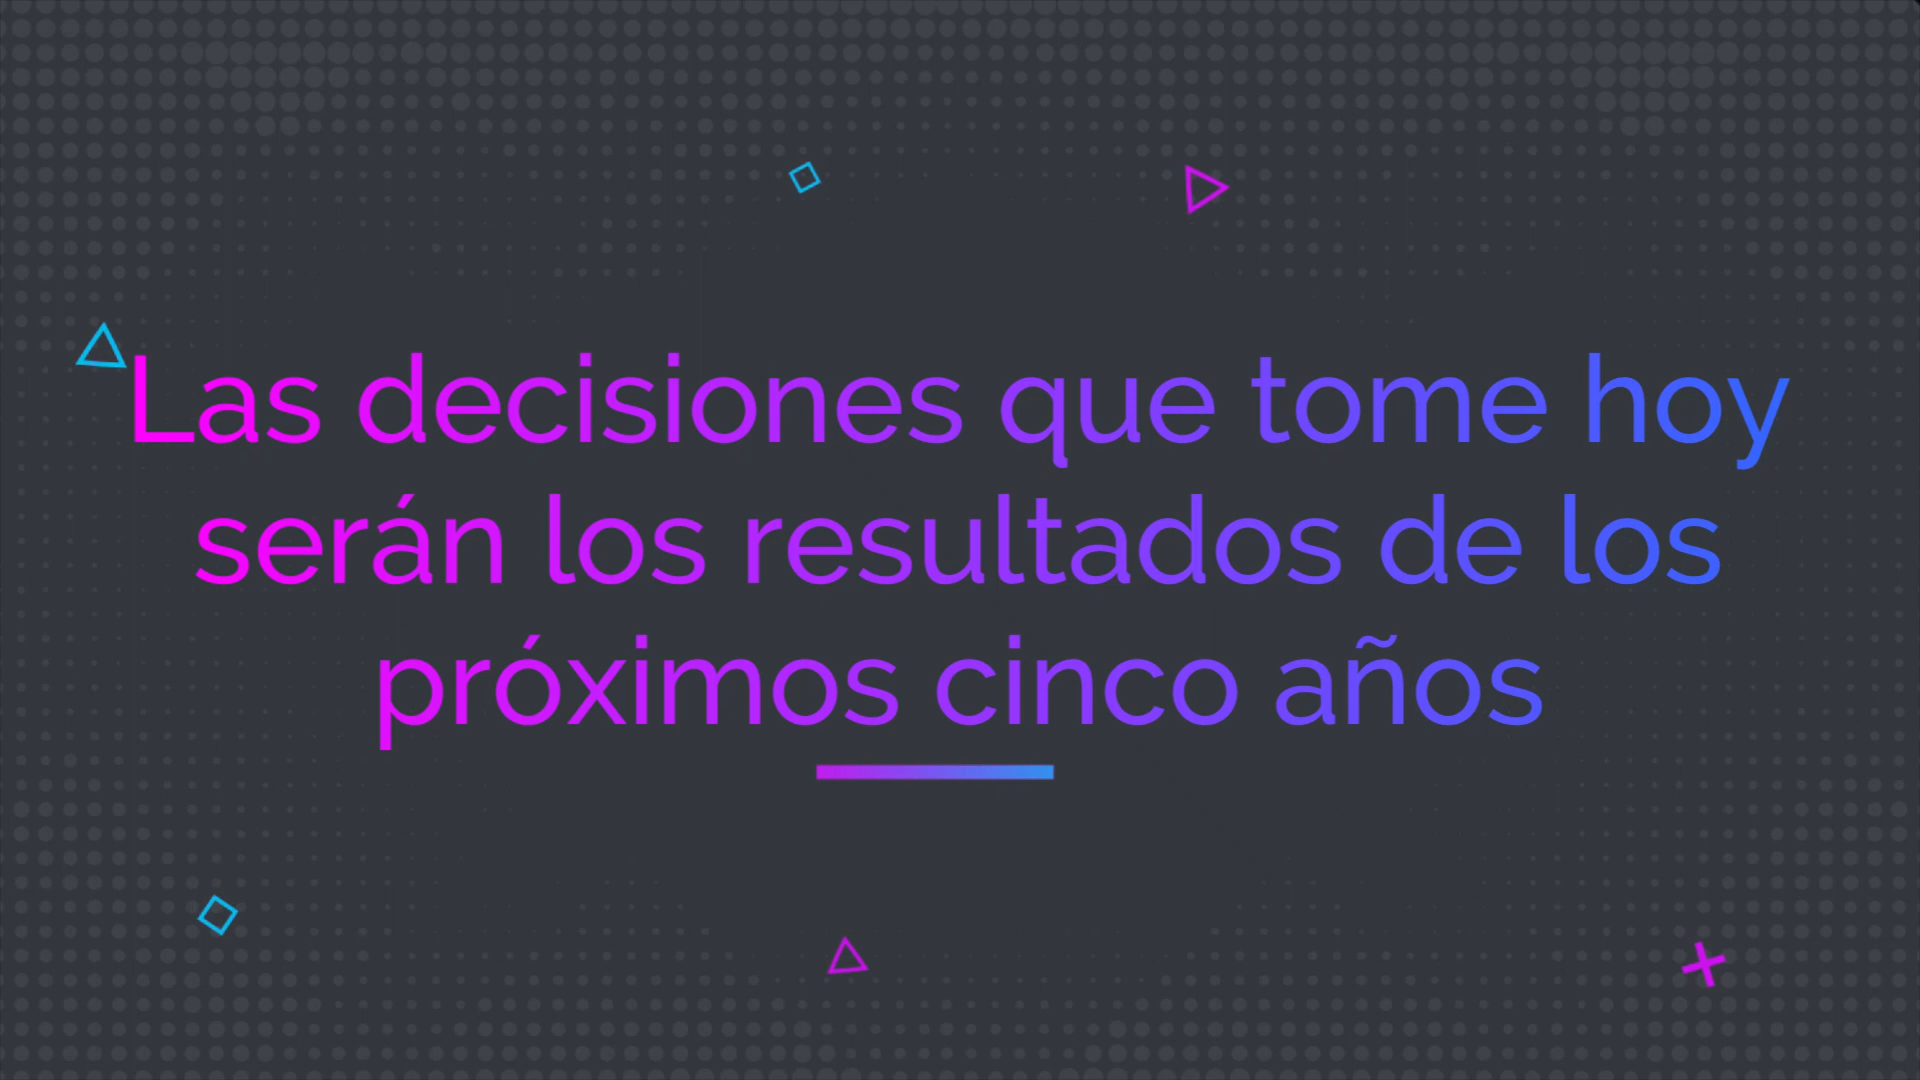 Las decisiones que tome hoy
serán los resultados de los
próximos cinco años